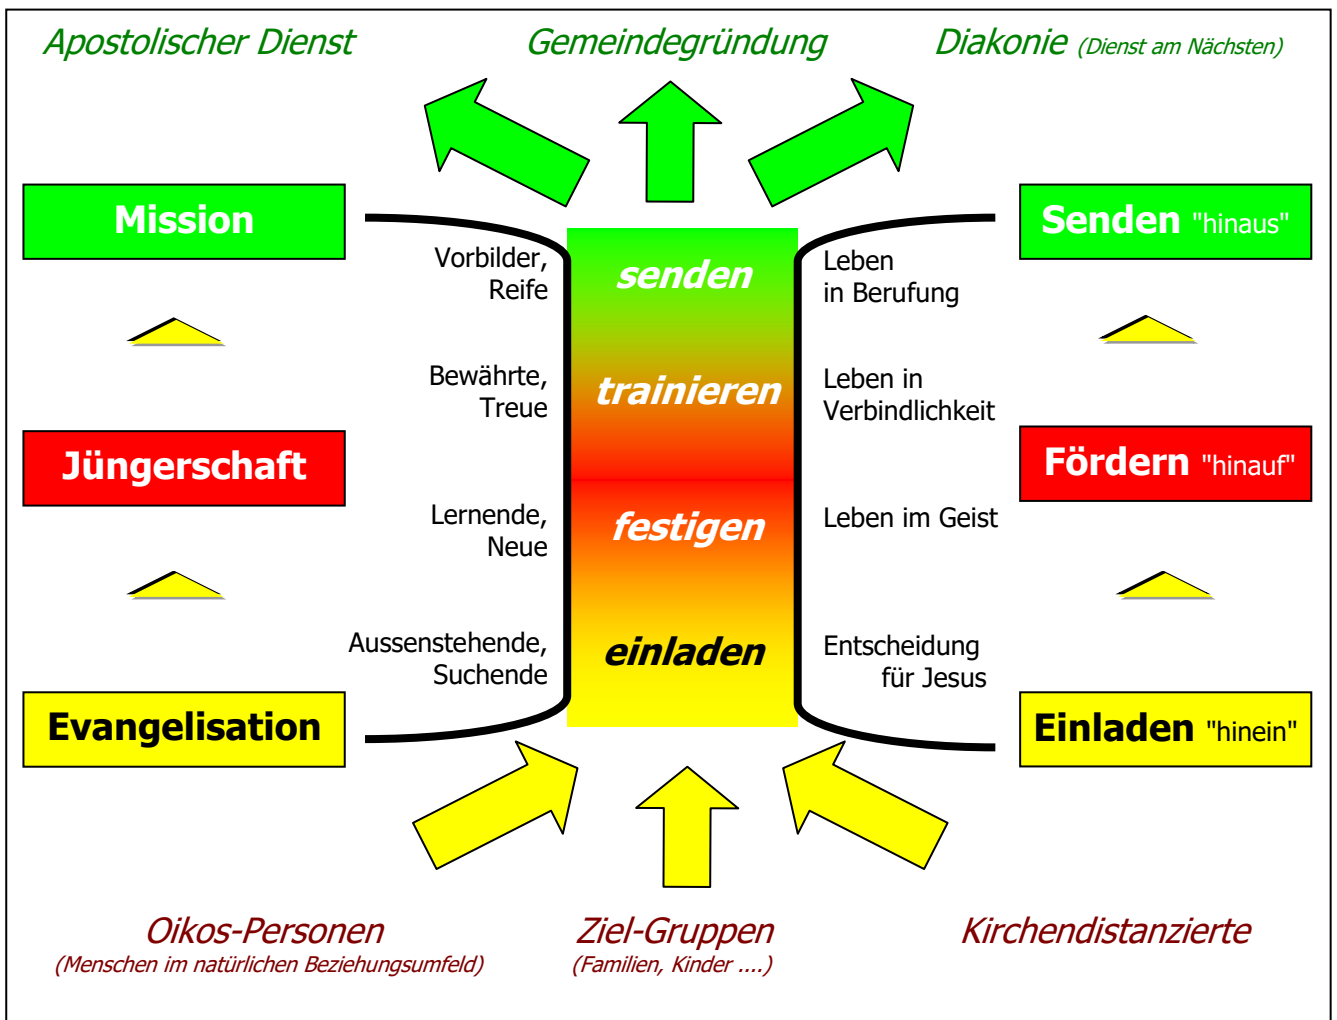 Apostolischer Dienst
Gemeindegründung
Diakonie (Dienst am Nächsten)
Mission
Senden "hinaus"
Vorbilder,
Reife
senden
Leben
in Berufung
Bewährte,
Treue
trainieren
Leben in
Verbindlichkeit
Jüngerschaft
Fördern "hinauf"
Lernende,
Neue
festigen
Leben im Geist
Aussenstehende,
Suchende
einladen
Entscheidung
für Jesus
Evangelisation
Einladen "hinein"
Oikos-Personen
(Menschen im natürlichen Beziehungsumfeld)
Ziel-Gruppen
(Familien, Kinder ....)
Kirchendistanzierte